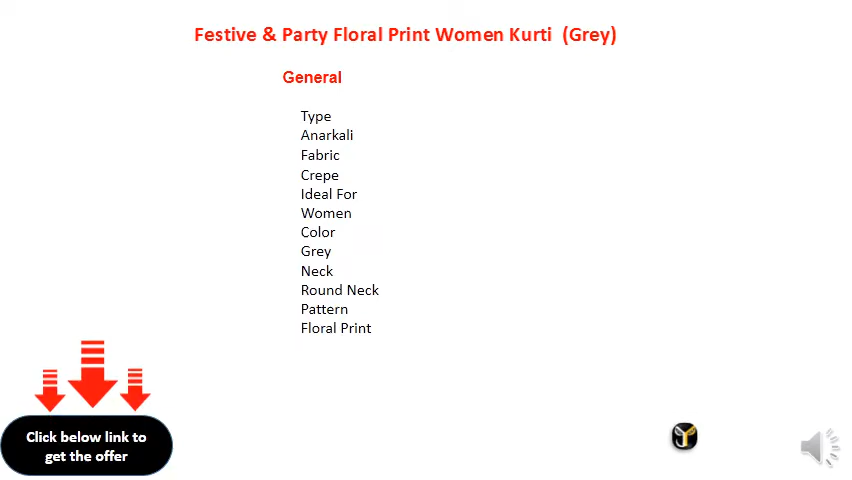 Festive & Party Floral Print Women Kurti (Grey)
General
Type
Anarkali
Fabric
Crepe
Ideal For
Women
Color
Grey
Neck
Round Neck
Pattern
Floral Print
Click below link to
get the offer